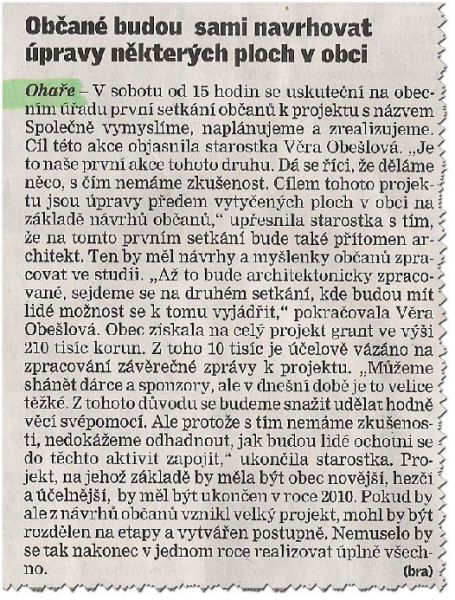 Občané budou sami navrhovat
úpravy některých ploch v obci
Ohaře – V sobotu od 15 hodin se uskuteční na obec-
ním úřadu první setkání občanů k projektu s názvem
Společně vymyslíme, naplánujeme a zrealizujeme.
Cíl této akce objasnila starostka Věra Obešlová. „Je
to naše první akce tohoto druhu. Dá se říci, že děláme
něco, s čím nemáme zkušenost. Cílem tohoto projek-
tu jsou úpravy předem vytyčených ploch v obci na
základě návrhů občanů,“ upřesnila starostka s tím,
že na tomto prvním setkání bude také přítomen ar-
chitekt. Ten by měl návrhy a myšlenky občanů zpra-
covat ve studii. „Až to bude architektonicky zpraco-
vané, sejdeme se na druhém setkání, kde budou mít
lidé možnost se k tomu vyjádřit,“ pokračovala Věra
Obešlová. Obec získala na celý projekt grant ve výši
210 tisíc korun. Z toho 10 tisíc je účelově vázáno na
zpracování závěrečné zprávy k projektu. „Můžeme
shánět dárce a sponzory, ale v dnešní době je to velice
těžké. Z tohoto důvodu se budeme snažit udělat hodně
věcí svépomocí. Ale protože s tím nemáme zkušenos-
ti, nedokážeme odhadnout, jak budou lidé ochotni se
do těchto aktivit zapojit,“ ukončila starostka. Pro-
jekt, na jehož základě by měla být obec novější, hezčí
a účelnější, by měl být ukončen v roce 2010. Pokud by
ale z návrhů občanů vznikl velký projekt, mohl by být
rozdělen na etapy a vytvářen postupně. Nemuselo by
se tak nakonec v jednom roce realizovat úplně všech-
no. (bra)